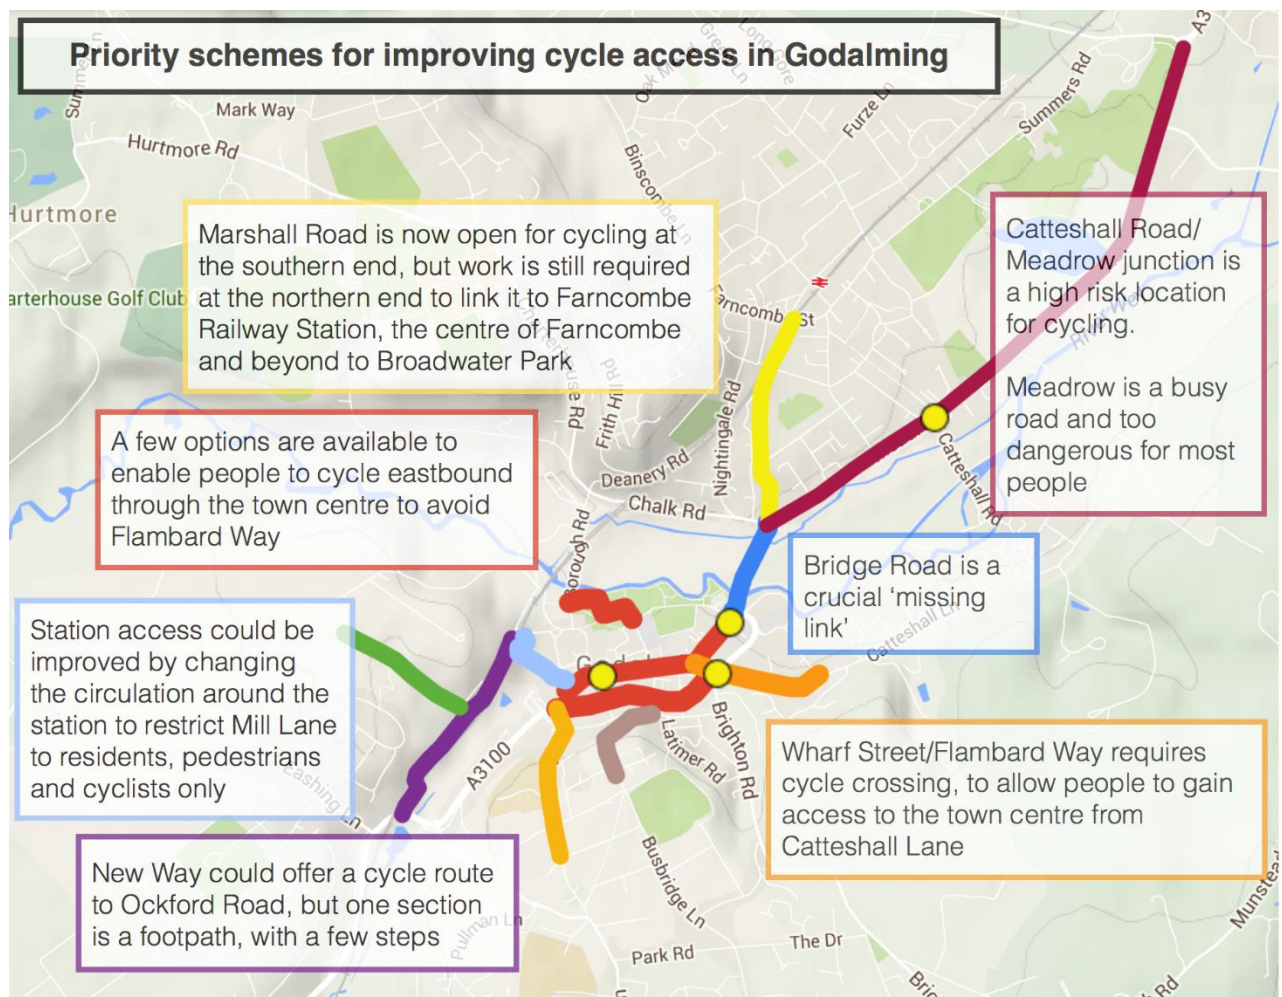 Priority schemes for improving cycle access in Godalming
A3
Summers Rd
Long Gore
Furze Ln
Mark Way
Hurtmore Rd
Binscombe Ln
Hurtmore
Marshall Road is now open for cycling at
the southern end, but work is still required
at the northern end to link it to Farncombe
Railway Station, the centre of Farncombe
and beyond to Broadwater Park
Catteshall Road/
Meadrow junction is
a high risk location
for cycling.
Meadrow is a busy
road and too
dangerous for most
people
arterhouse Golf Club
Farncombe St
River Wey
Frith Hill Rd
Nightingale Rd
A few options are available to
enable people to cycle eastbound
through the town centre to avoid
Flambard Way
Deanery Rd
Chalk Rd
Catteshall Rd
Borough Rd
Bridge Road is a
crucial ‘missing
link’
Catteshall Ln
Station access could be
improved by changing
the circulation around the
station to restrict Mill Lane
to residents, pedestrians
and cyclists only
Latimer Rd
Brighton Rd
A3100
Eashing Ln
Wharf Street/Flambard Way requires
cycle crossing, to allow people to gain
access to the town centre from
Catteshall Lane
New Way could offer a cycle route
to Ockford Road, but one section
is a footpath, with a few steps
Busbridge Ln
Pullman Ln
Park Rd
The Dr
Munstead
Rd